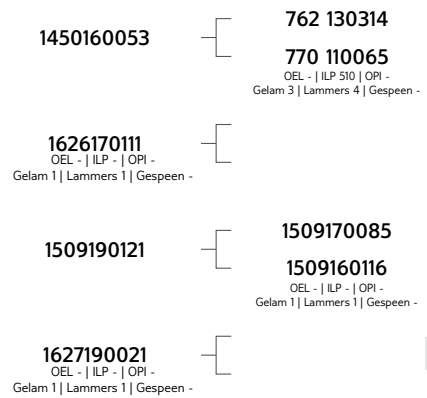 762 130314
1450160053
770 110065
OEL - | ILP 510 | OPI -
Gelam 3 | Lammers 4 | Gespeen -
1626170111
OEL - | ILP - | OPI -
Gelam 1 | Lammers 1 | Gespeen -
1509170085
1509190121
1509160116
OEL - | ILP - | OPI -
Gelam 1 | Lammers 1 | Gespeen -
1627190021
OEL - | ILP - | OPI -
Gelam 1 | Lammers 1 | Gespeen -